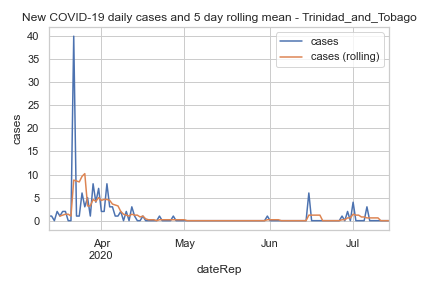 New COVID-19 daily cases and 5 day rolling mean - Trinidad_and_Tobago
cases
cases (rolling)
cases
40
35
30
25
20
15
10
5
0
Apr
2020
May
Jun
Jul
dateRep